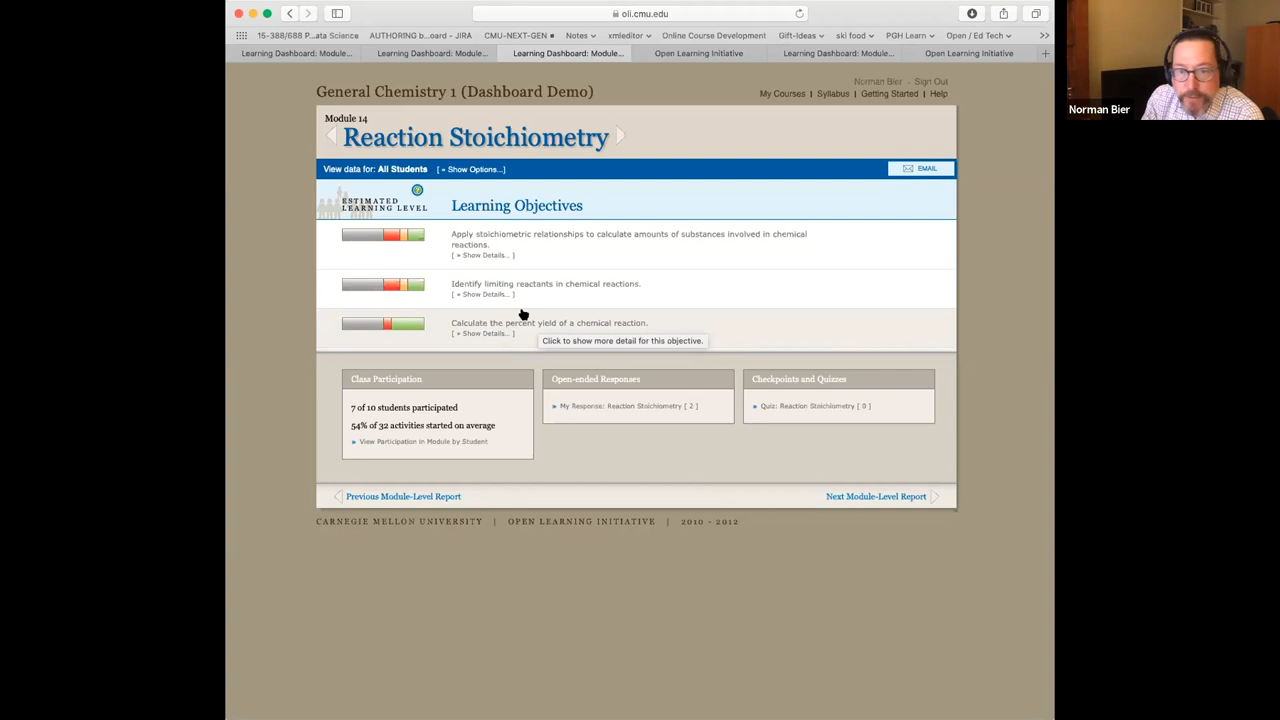 oli.cmu.edu
15-388/688 P...ata Science
AUTHORING b...oard - JIRA
CMU-NEXT-GEN
Notes
xmleditor
Online Course Development
Gift-Ideas
ski food
PGH Learn
Open / Ed Tech
Learning Dashboard: Module...
Learning Dashboard: Module...
Learning Dashboard: Module...
Open Learning Initiative
Learning Dashboard: Module...
Open Learning Initiative
Norman Bier - Sign Out
General Chemistry 1 (Dashboard Demo)
My Courses | Syllabus | Getting Started | Help
Module 14
Reaction Stoichiometry
View data for: All Students [ » Show Options...]
EMAIL
ESTIMATED
LEARNING LEVEL
Learning Objectives
Apply stoichiometric relationships to calculate amounts of substances involved in chemical
reactions.
[ » Show Details... ]
Identify limiting reactants in chemical reactions.
[ » Show Details... ]
Calculate the percent yield of a chemical reaction.
[ » Show Details... ]
Click to show more detail for this objective.
Class Participation
7 of 10 students participated
54% of 32 activities started on average
» View Participation in Module by Student
Open-ended Responses
» My Response: Reaction Stoichiometry [ 2 ]
Checkpoints and Quizzes
» Quiz: Reaction Stoichiometry [ 0 ]
Previous Module-Level Report
Next Module-Level Report
CARNEGIE MELLON UNIVERSITY | OPEN LEARNING INITIATIVE | 2010 - 2012
Norman Bier